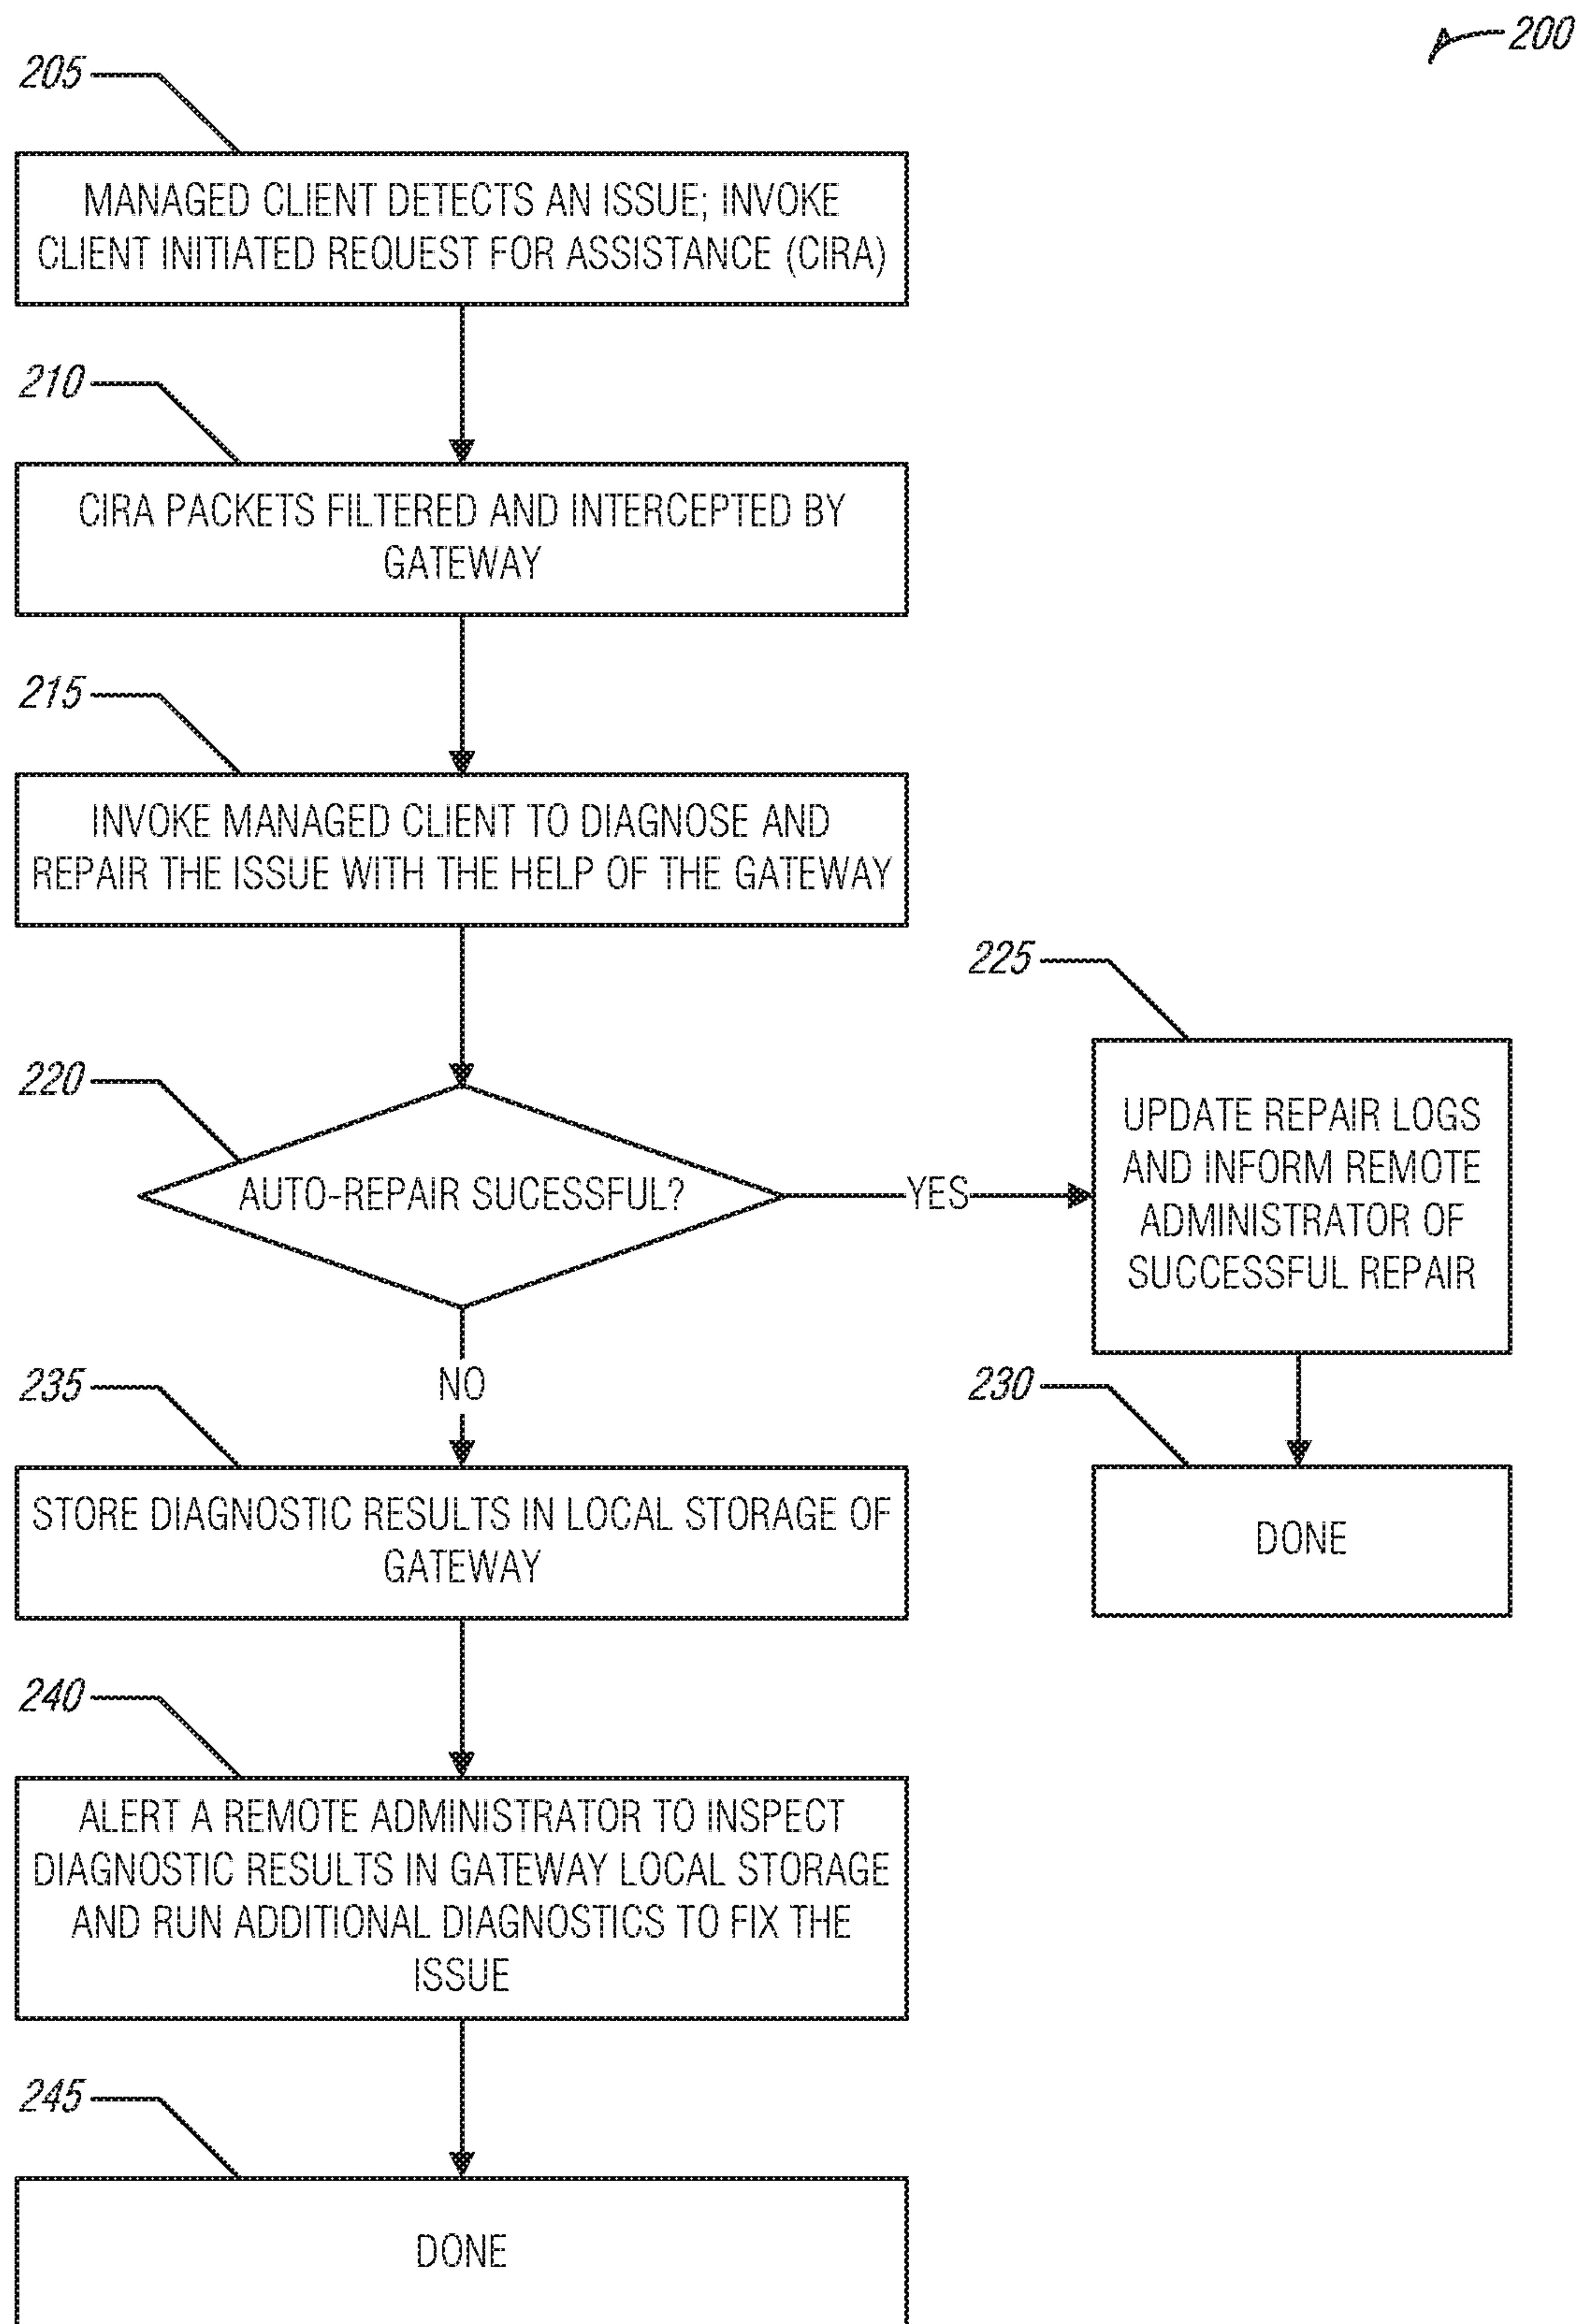 200
205
MANAGED CLIENT DETECTS AN ISSUE; INVOKE
CLIENT INITIATED REQUEST FOR ASSISTANCE (CIRA)
210
CIRA PACKETS FILTERED AND INTERCEPTED BY
GATEWAY
215
INVOKE MANAGED CLIENT TO DIAGNOSE AND
REPAIR THE ISSUE WITH THE HELP OF THE GATEWAY
220
AUTO-REPAIR SUCESSFUL?
YES
225
UPDATE REPAIR LOGS
AND INFORM REMOTE
ADMINISTRATOR OF
SUCCESSFUL REPAIR
230
DONE
NO
235
STORE DIAGNOSTIC RESULTS IN LOCAL STORAGE OF
GATEWAY
240
ALERT A REMOTE ADMINISTRATOR TO INSPECT
DIAGNOSTIC RESULTS IN GATEWAY LOCAL STORAGE
AND RUN ADDITIONAL DIAGNOSTICS TO FIX THE
ISSUE
245
DONE